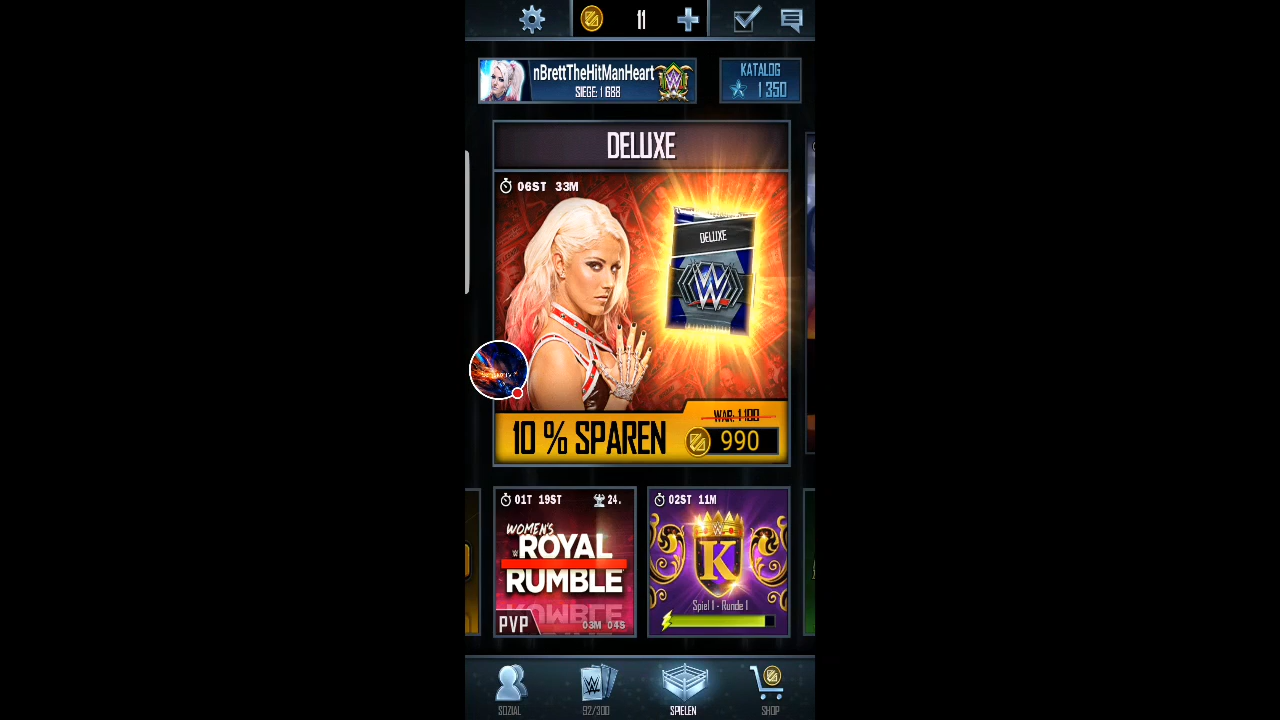 11
nBrettTheHitManHeart
SIEGE: 1 688
KATALOG
1 350
DELUXE
06ST 33M
DELUXE
W
WAR: 1 100
10 % SPAREN
990
01T 19ST
24.
WOMEN'S
ROYAL
RUMBLE
PVP
03M 04S
02ST 11M
K
Spiel 1 - Runde 1
SOZIAL
92/300
SPIELEN
SHOP